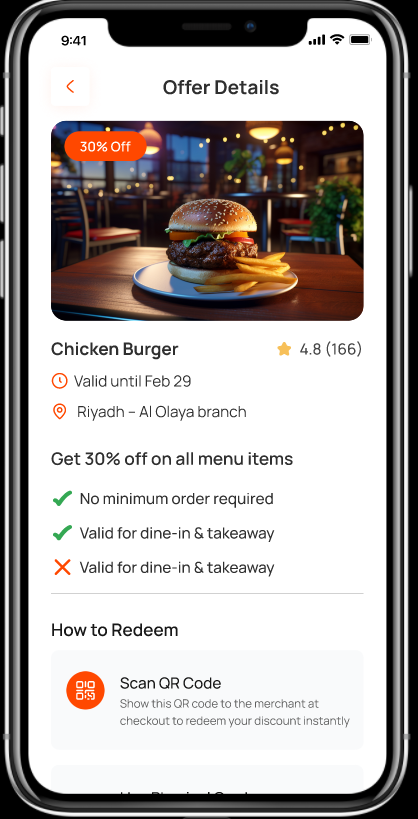 9:41
Offer Details
30% Off
Chicken Burger
4.8 (166)
Valid until Feb 29
Riyadh – Al Olaya branch
Get 30% off on all menu items
No minimum order required
Valid for dine-in & takeaway
Valid for dine-in & takeaway
How to Redeem
Scan QR Code
Show this QR code to the merchant at
checkout to redeem your discount instantly